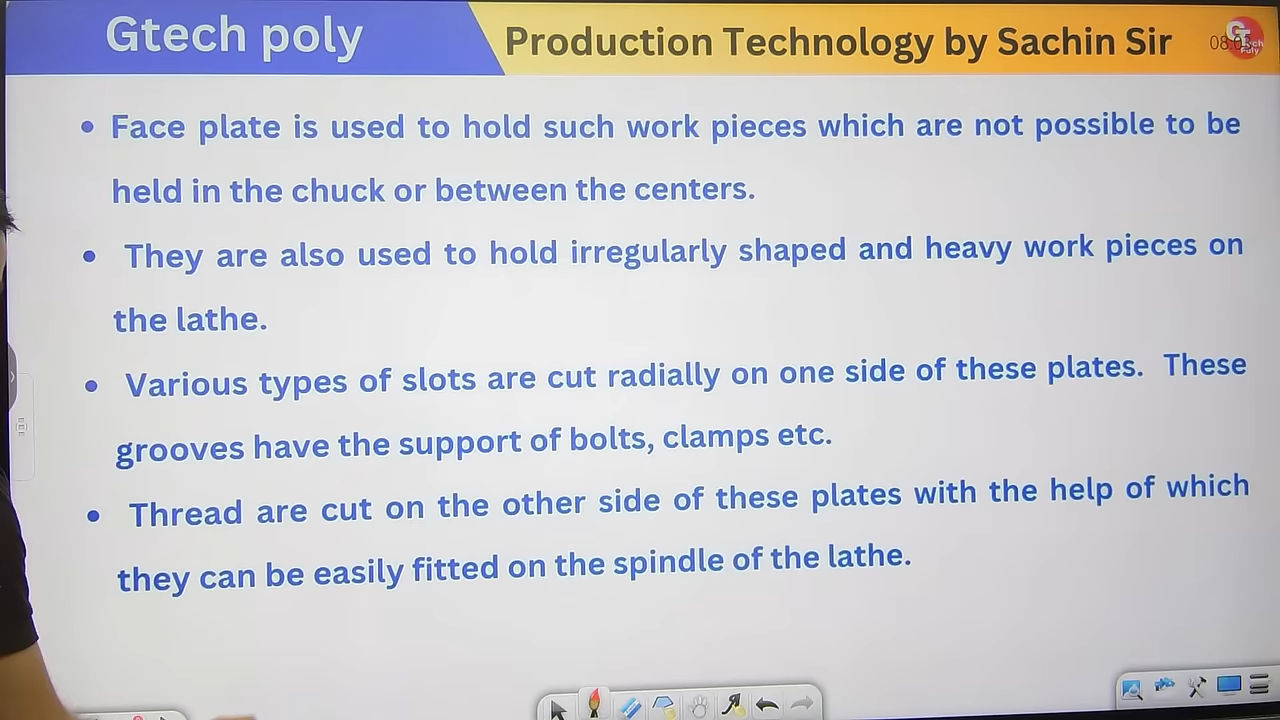 Gtech poly
Production Technology by Sachin Sir
• Face plate is used to hold such work pieces which are not possible to be
held in the chuck or between the centers.
• They are also used to hold irregularly shaped and heavy work pieces on
the lathe.
• Various types of slots are cut radially on one side of these plates. These
grooves have the support of bolts, clamps etc.
• Thread are cut on the other side of these plates with the help of which
they can be easily fitted on the spindle of the lathe.